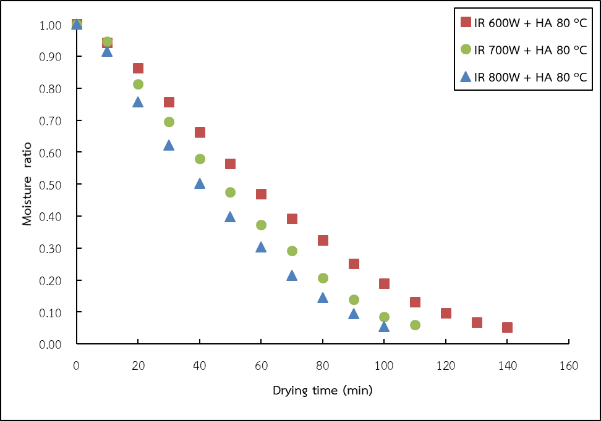 IR 600W + HA 80 °C
IR 700W + HA 80 °C
IR 800W + HA 80 °C
1.00
0.90
0.80
0.70
0.60
0.50
0.40
0.30
0.20
0.10
0.00
Moisture ratio
0 20 40 60 80 100 120 140 160
Drying time (min)